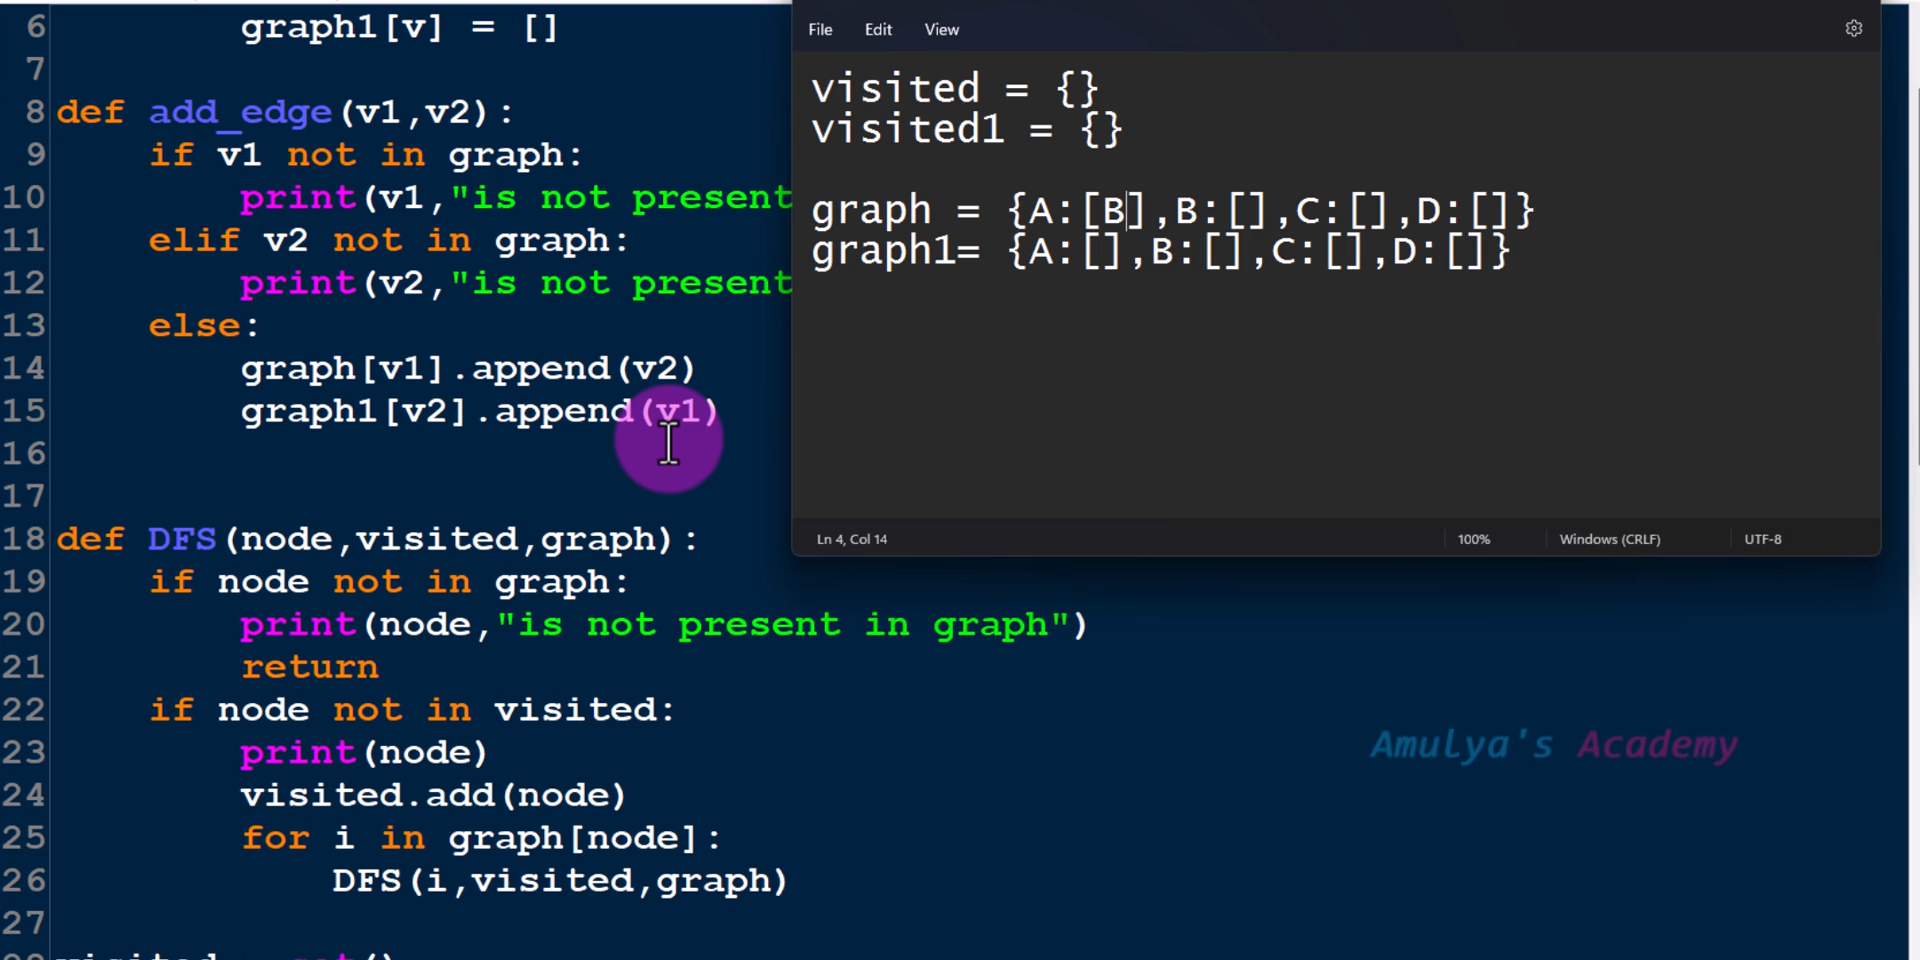 6 graph1[v] = []
7
8 def add_edge(v1,v2):
9 if v1 not in graph:
10 print(v1,"is not present
11 elif v2 not in graph:
12 print(v2,"is not present
13 else:
14 graph[v1].append(v2)
15 graph1[v2].append(v1)
16
17
18 def DFS(node,visited,graph):
19 if node not in graph:
20 print(node,"is not present in graph")
21 return
22 if node not in visited:
23 print(node)
24 visited.add(node)
25 for i in graph[node]:
26 DFS(i,visited,graph)
27
File Edit View
visited = {}
visited1 = {}
graph = {A:[B],B:[],C:[],D:[]}
graph1= {A:[],B:[],C:[],D:[]}
Ln 4, Col 14 100% Windows (CRLF) UTF-8
Amulya's Academy